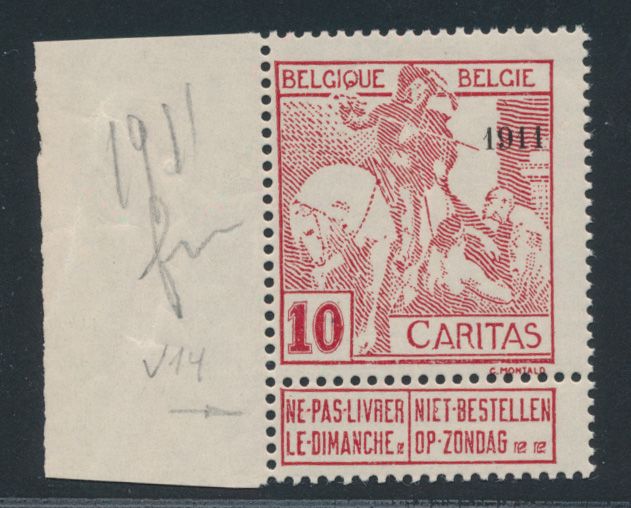 1911
V14
BELGIQUE BELGIE
1911
10 CARITAS
C. MONTALD
NE-PAS-LIVRER NIET-BESTELLEN
LE-DIMANCHE OP-ZONDAG